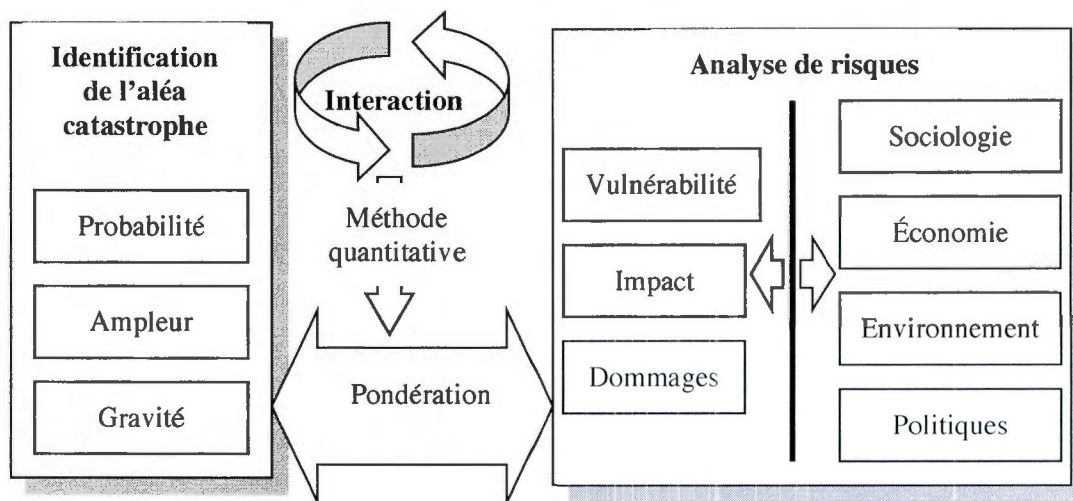 Identification
de l'aléa
catastrophe
Probabilité
Ampleur
Gravité
Interaction
Méthode
quantitative
Pondération
Analyse de risques
Vulnérabilité
Impact
Dommages
Sociologie
Économie
Environnement
Politiques